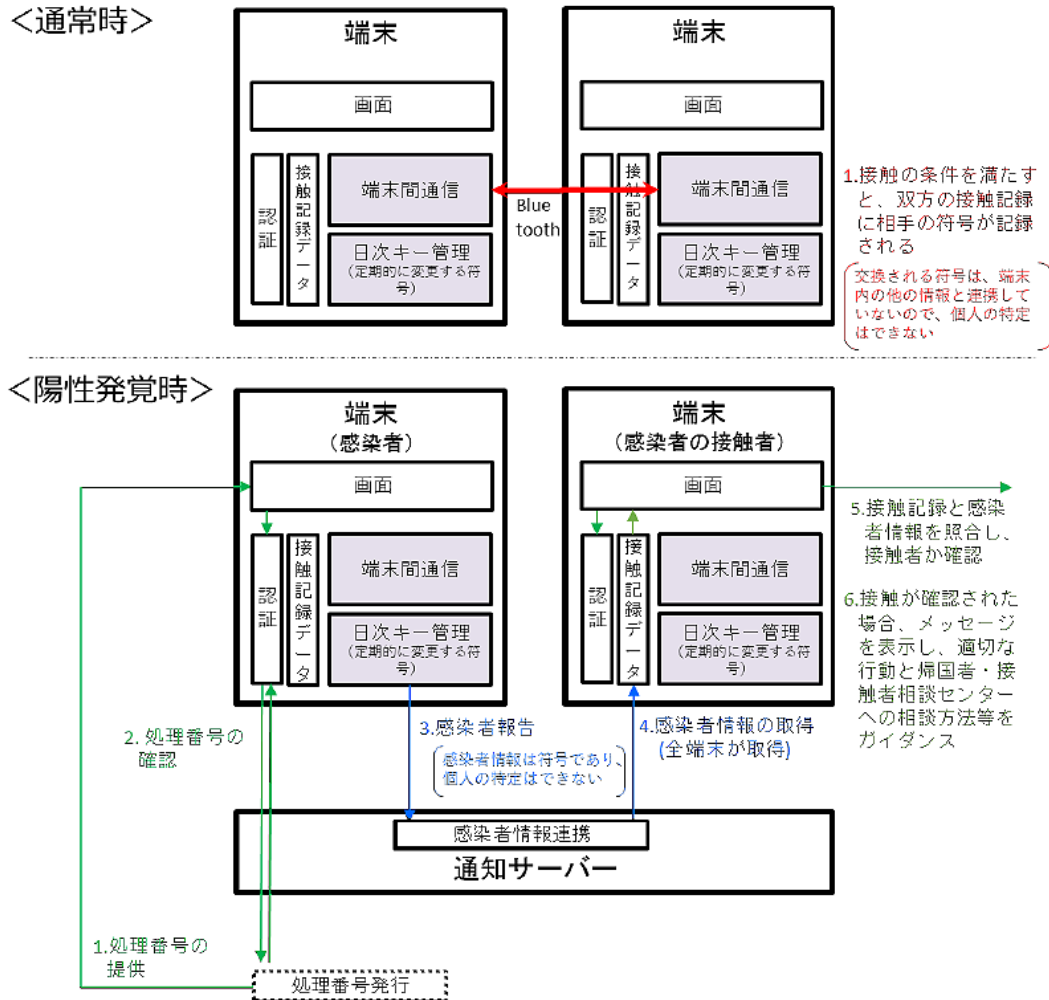 ＜通常時＞
端末
画面
認証
接触記録データ
端末間通信
日次キー管理
(定期的に変更する符
号)
Blue
tooth
端末
画面
認証
接触記録データ
端末間通信
日次キー管理
(定期的に変更する符
号)
1.接触の条件を満たす
と、双方の接触記録
に相手の符号が記録
される
交換される符号は、端末
内の他の情報と連携して
いないので、個人の特定
はできない
＜陽性発覚時＞
端末
（感染者）
画面
認証
接触記録データ
端末間通信
日次キー管理
(定期的に変更する符
号)
端末
（感染者の接触者）
画面
認証
接触記録データ
端末間通信
日次キー管理
(定期的に変更する符
号)
5.接触記録と感染
者情報を照合し、
接触者か確認
6.接触が確認された
場合、メッセージ
を表示し、適切な
行動と帰国者・接
触者相談センター
への相談方法等を
ガイダンス
2. 処理番号の
確認
3.感染者報告
感染者情報は符号であり、
個人の特定はできない
4.感染者情報の取得
(全端末が取得)
感染者情報連携
通知サーバー
1.処理番号の
提供
処理番号発行